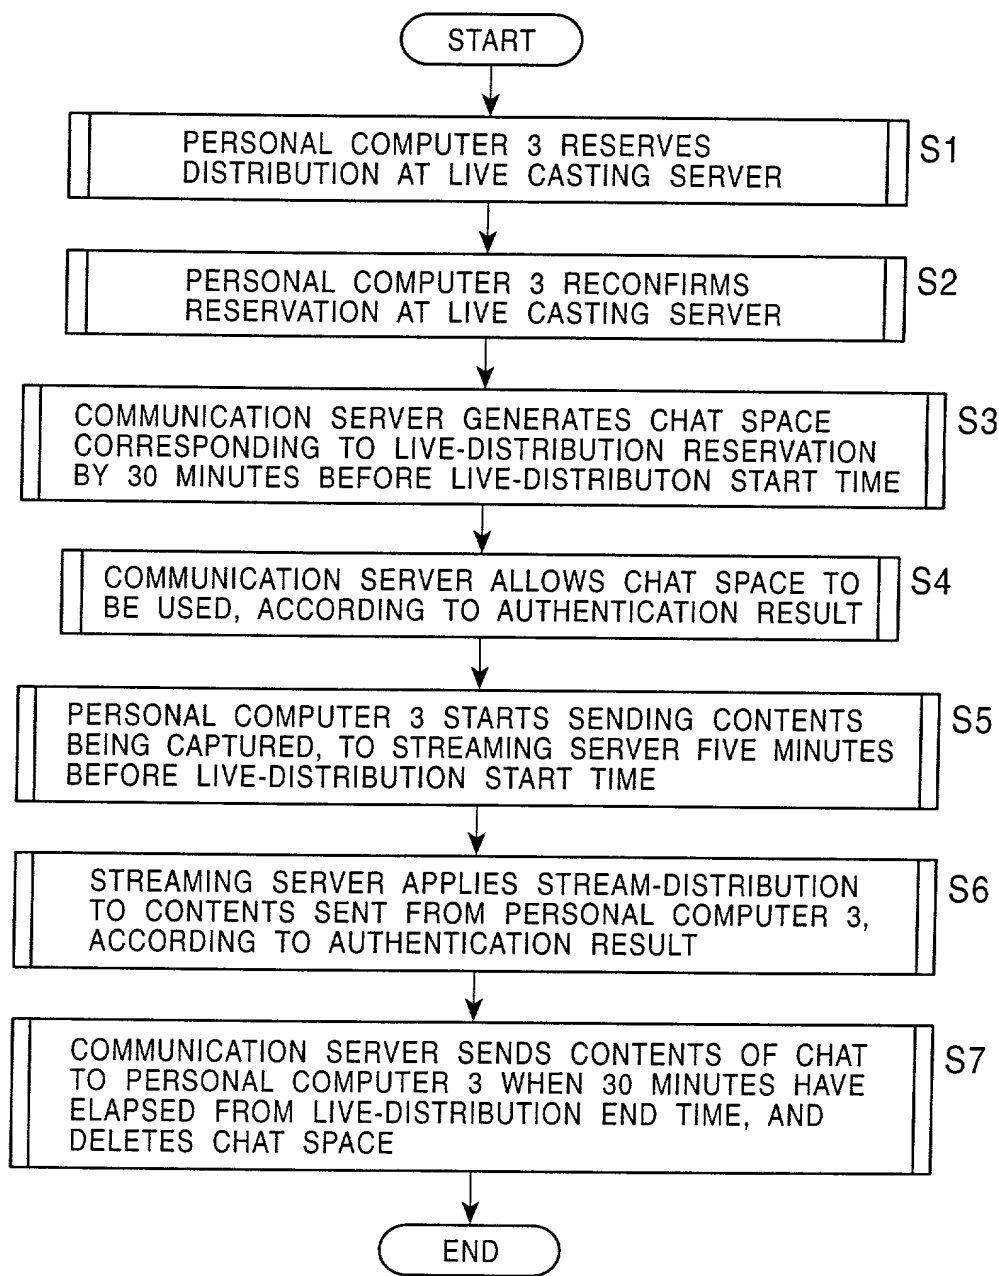 START
PERSONAL COMPUTER 3 RESERVES
DISTRIBUTION AT LIVE CASTING SERVER
S1
PERSONAL COMPUTER 3 RECONFIRMS
RESERVATION AT LIVE CASTING SERVER
S2
COMMUNICATION SERVER GENERATES CHAT SPACE
CORRESPONDING TO LIVE-DISTRIBUTION RESERVATION
BY 30 MINUTES BEFORE LIVE-DISTRIBUTON START TIME
S3
COMMUNICATION SERVER ALLOWS CHAT SPACE TO
BE USED, ACCORDING TO AUTHENTICATION RESULT
S4
PERSONAL COMPUTER 3 STARTS SENDING CONTENTS
BEING CAPTURED, TO STREAMING SERVER FIVE MINUTES
BEFORE LIVE-DISTRIBUTION START TIME
S5
STREAMING SERVER APPLIES STREAM-DISTRIBUTION
TO CONTENTS SENT FROM PERSONAL COMPUTER 3,
ACCORDING TO AUTHENTICATION RESULT
S6
COMMUNICATION SERVER SENDS CONTENTS OF CHAT
TO PERSONAL COMPUTER 3 WHEN 30 MINUTES HAVE
ELAPSED FROM LIVE-DISTRIBUTION END TIME, AND
DELETES CHAT SPACE
S7
END